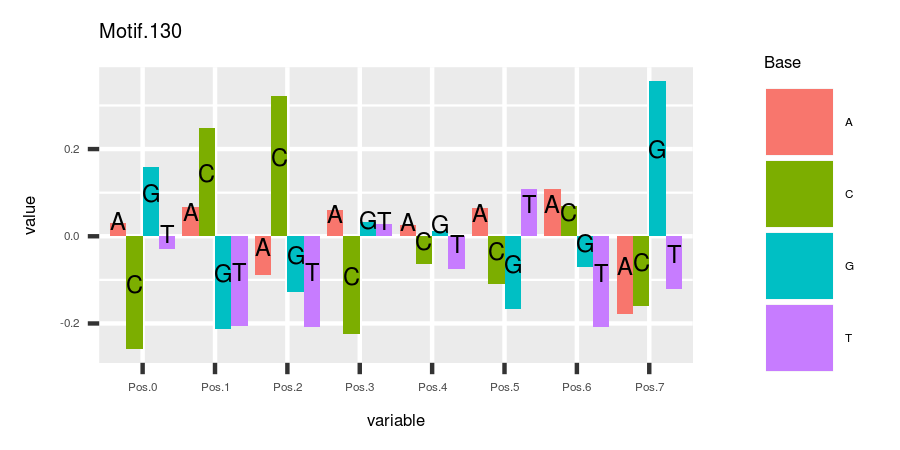 Motif.130
Base
A
C
G
T
value
0.2
0.0
-0.2
A C G T
A C G T
A C G T
A C G T
A C G T
A C G T
A C G T
A C G T
Pos.0 Pos.1 Pos.2 Pos.3 Pos.4 Pos.5 Pos.6 Pos.7
variable